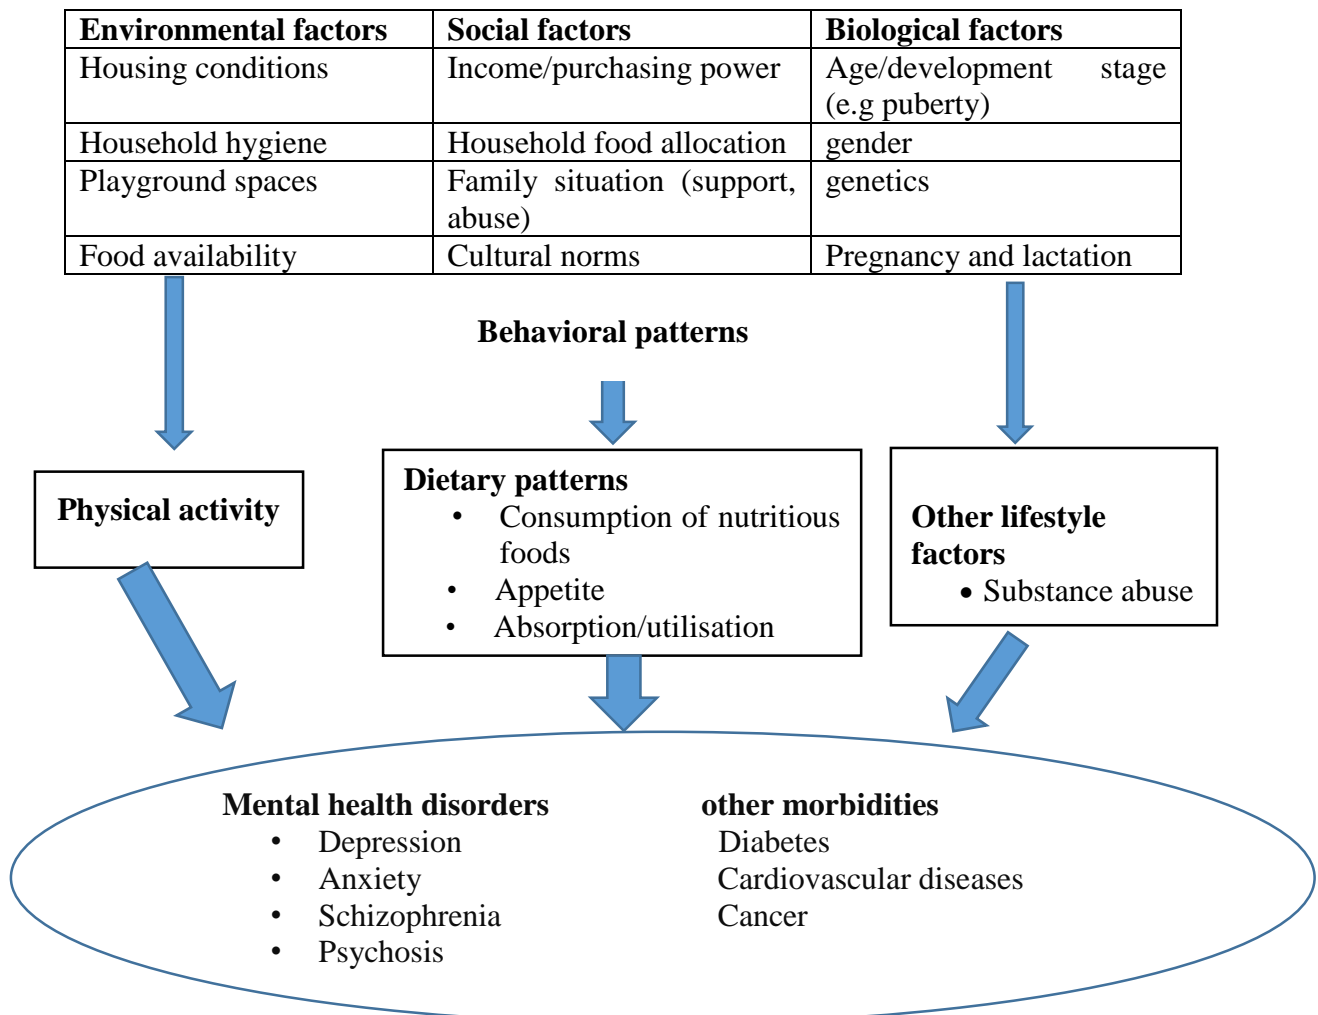 Environmental factors Social factors Biological factors
Housing conditions Income/purchasing power Age/development stage
(e.g puberty)
Household hygiene Household food allocation gender
Playground spaces Family situation (support, genetics
abuse)
Food availability Cultural norms Pregnancy and lactation
Behavioral patterns
Physical activity
Dietary patterns
• Consumption of nutritious
foods
• Appetite
• Absorption/utilisation
Other lifestyle
factors
• Substance abuse
Mental health disorders
• Depression
• Anxiety
• Schizophrenia
• Psychosis
other morbidities
Diabetes
Cardiovascular diseases
Cancer